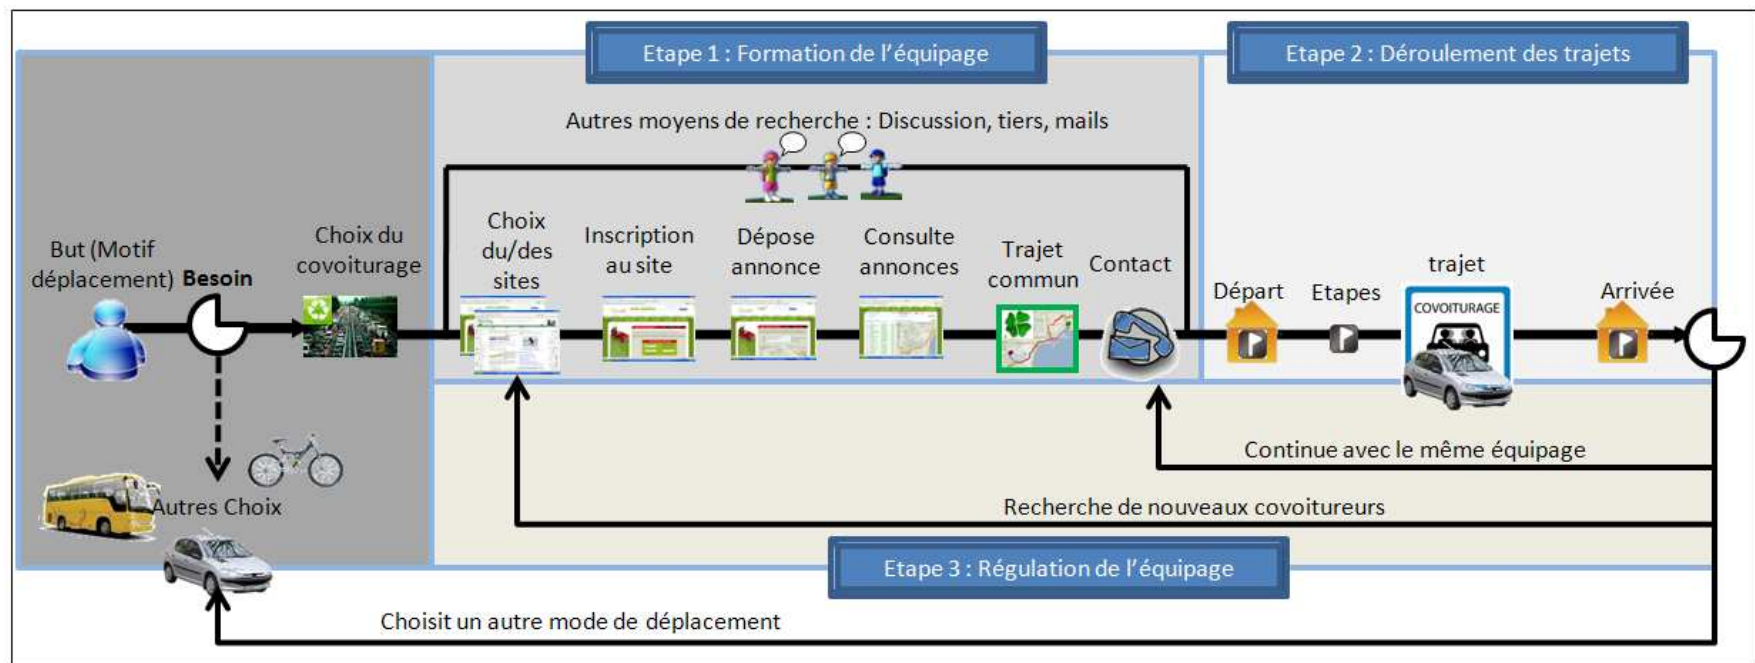 Etape 1 : Formation de l'équipage
Etape 2 : Déroulement des trajets
Autres moyens de recherche : Discussion, tiers, mails
But (Motif
déplacement)
Besoin
Choix du
covoiturage
Choix
du/des
sites
Inscription
au site
Dépose
annonce
Consulte
annonces
Trajet
commun
Contact
Départ
Etapes
trajet
COVOITURAGE
Arrivée
Autres Choix
Continue avec le même équipage
Recherche de nouveaux covoitureurs
Etape 3 : Régulation de l'équipage
Choisit un autre mode de déplacement